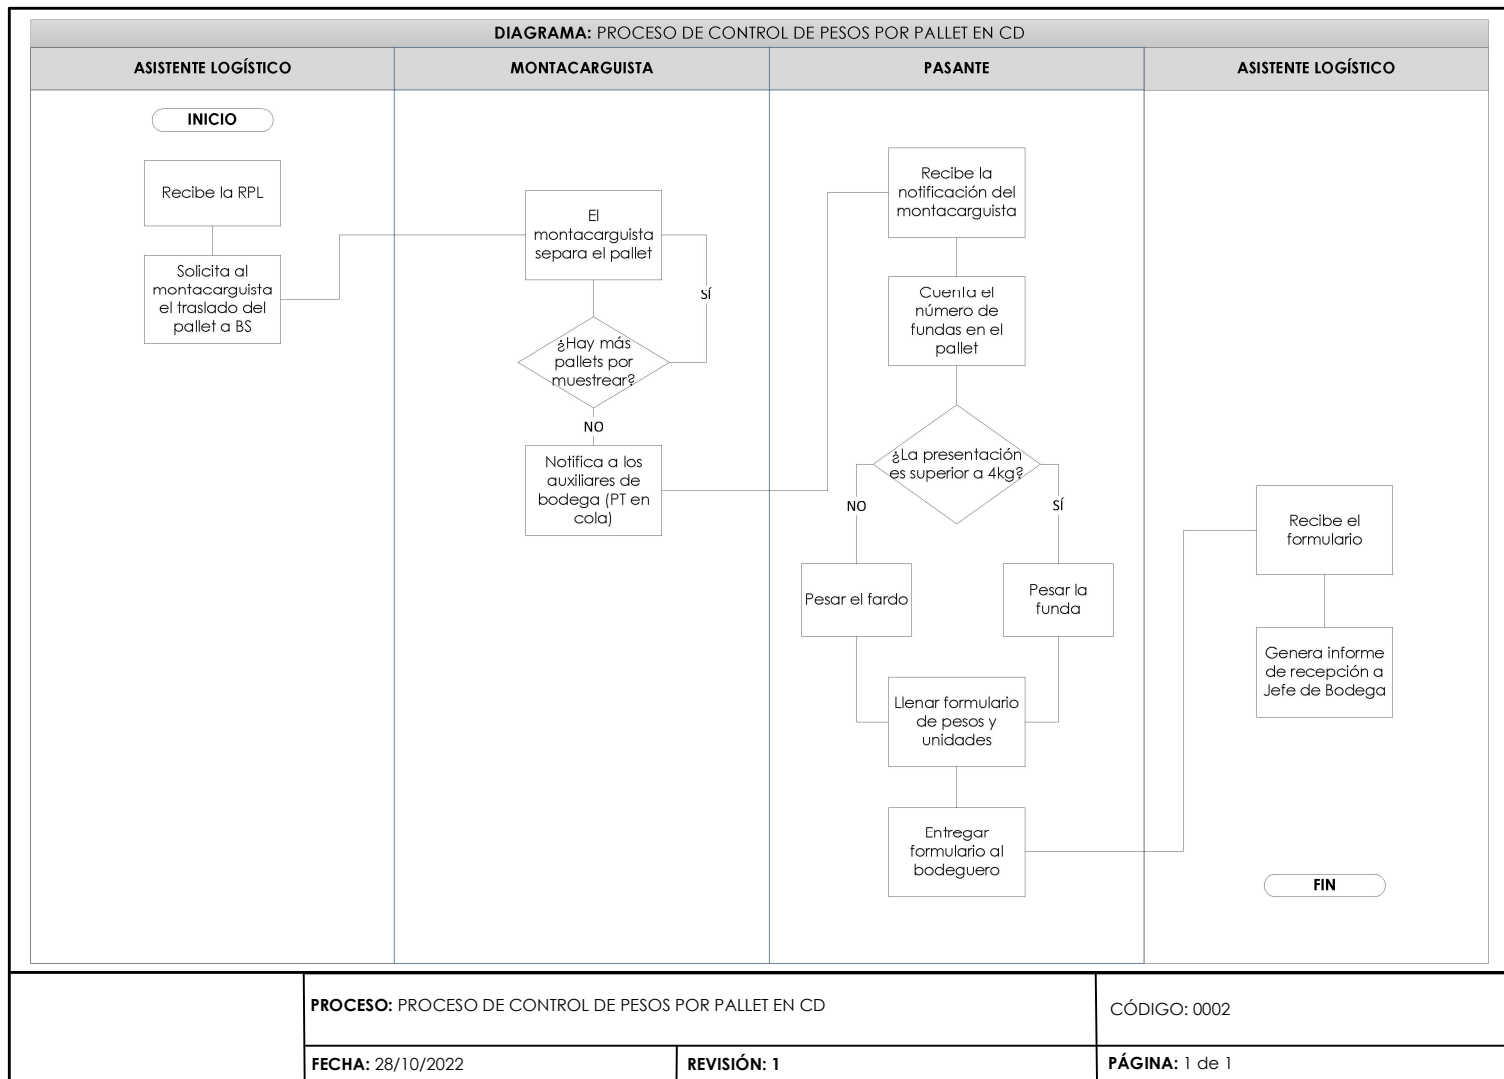 DIAGRAMA: PROCESO DE CONTROL DE PESOS POR PALLET EN CD
ASISTENTE LOGÍSTICO
MONTACARGUISTA
PASANTE
ASISTENTE LOGÍSTICO
INICIO
Recibe la RPL
Solicita al
montacarguista
el traslado del
pallet a BS
El
montacarguista
separa el pallet
SÍ
¿Hay más
pallets por
muestrear?
NO
Notifica a los
auxiliares de
bodega (PT en
cola)
Recibe la
notificación del
montacarguista
Cuenta el
número de
fundas en el
pallet
¿La presentación
es superior a 4kg?
NO
SÍ
Pesar el fardo
Pesar la
funda
Llenar formulario
de pesos y
unidades
Entregar
formulario al
bodeguero
Recibe el
formulario
Genera informe
de recepción a
Jefe de Bodega
FIN
PROCESO: PROCESO DE CONTROL DE PESOS POR PALLET EN CD
CÓDIGO: 0002
FECHA: 28/10/2022
REVISIÓN: 1
PÁGINA: 1 de 1